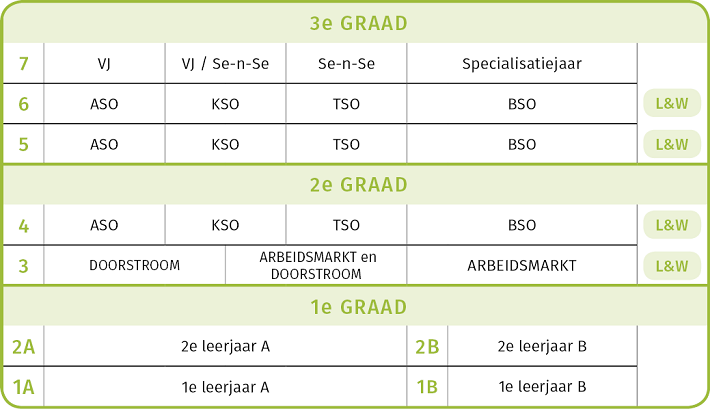 3e GRAAD
7 VJ VJ / Se-n-Se Se-n-Se Specialisatiejaar
6 ASO KSO TSO BSO L&W
5 ASO KSO TSO BSO L&W
2e GRAAD
4 ASO KSO TSO BSO L&W
3 DOORSTROOM ARBEIDSMARKT en DOORSTROOM ARBEIDSMARKT L&W
1e GRAAD
2A 2e leerjaar A 2B 2e leerjaar B
1A 1e leerjaar A 1B 1e leerjaar B